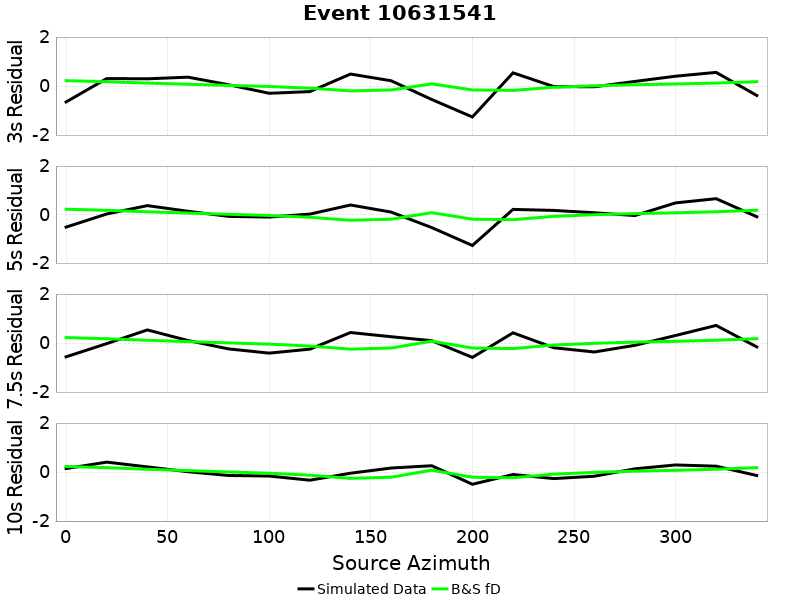 Event 10631541
3s Residual
2
0
-2
5s Residual
2
0
-2
7.5s Residual
2
0
-2
10s Residual
2
0
-2
0 50 100 150 200 250 300
Source Azimuth
Simulated Data B&S fD